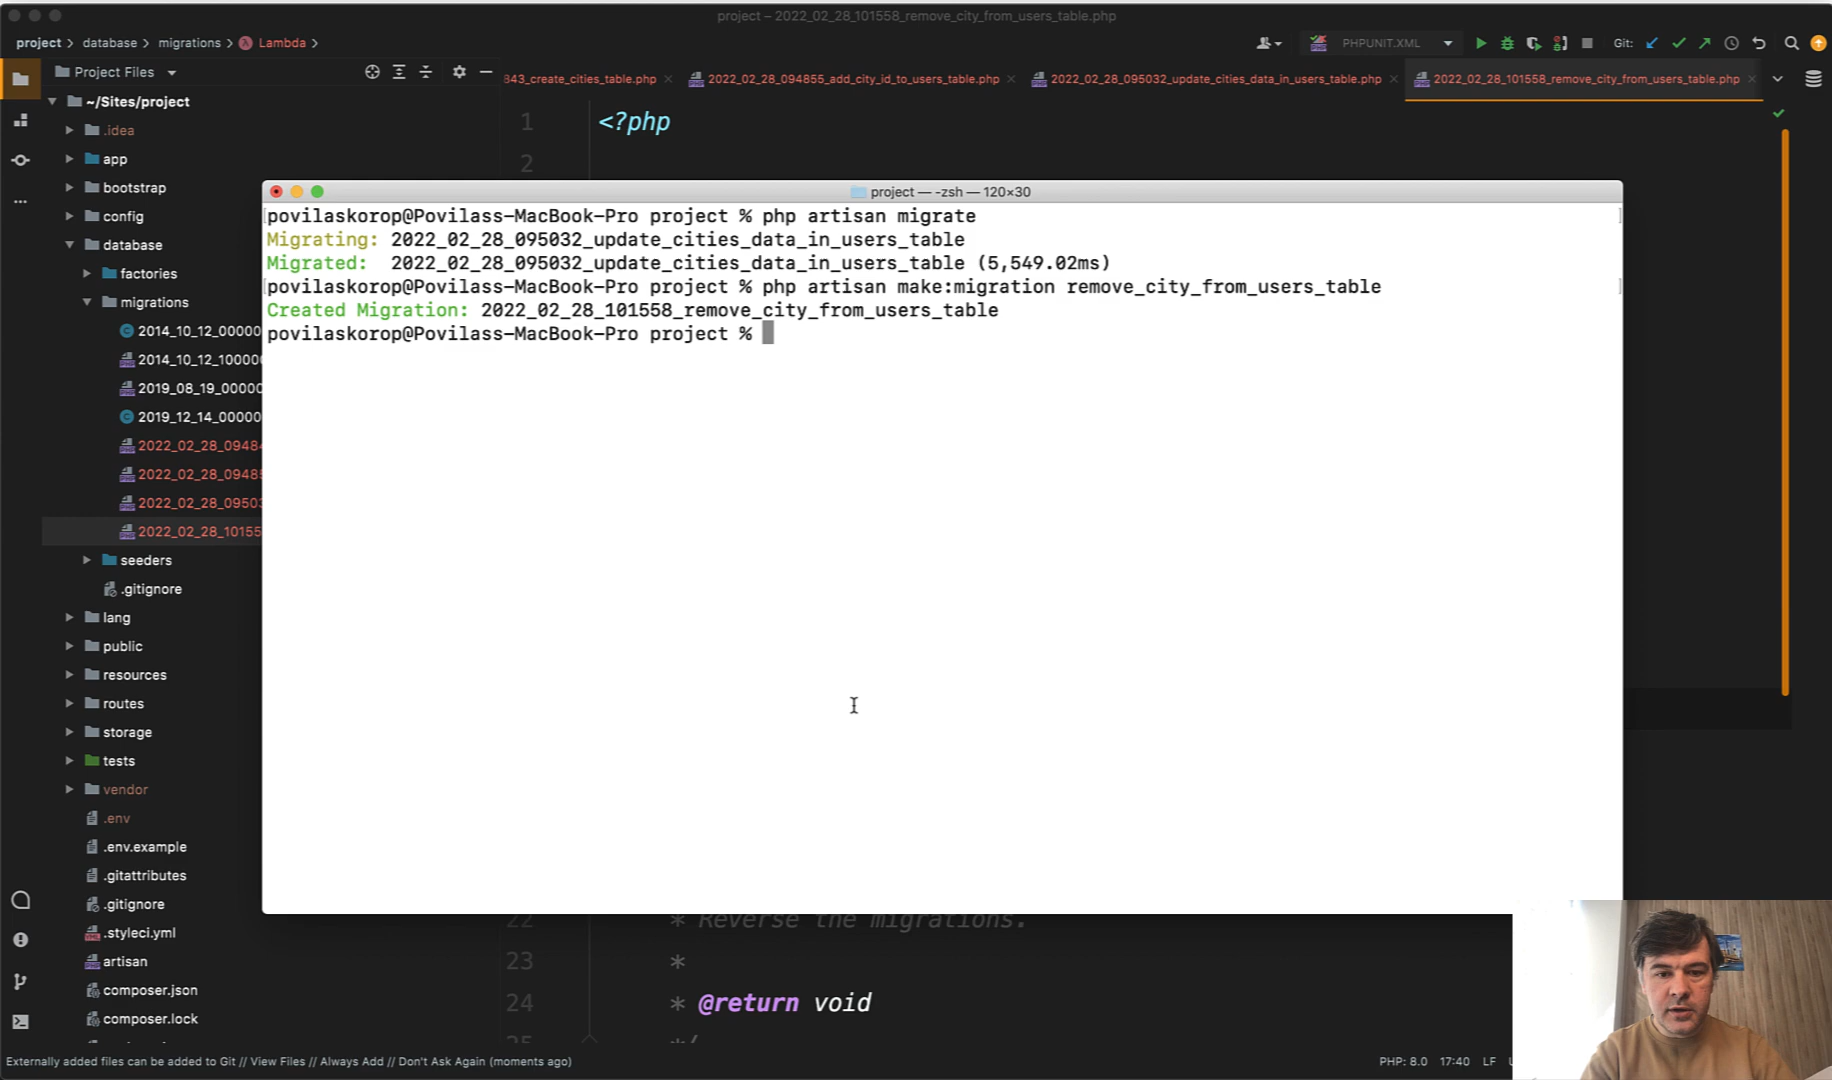 project – 2022_02_28_101558_remove_city_from_users_table.php
project
database
migrations
Lambda
PHPUNIT.XML
Git:
Project Files
843_create_cities_table.php
2022_02_28_094855_add_city_id_to_users_table.php
2022_02_28_095032_update_cities_data_in_users_table.php
2022_02_28_101558_remove_city_from_users_table.php
~/Sites/project
.idea
app
bootstrap
config
database
factories
migrations
2014_10_12_00000
2014_10_12_10000
2019_08_19_00000
2019_12_14_00000
2022_02_28_0948
2022_02_28_0948
2022_02_28_0950
2022_02_28_10155
seeders
.gitignore
lang
public
resources
routes
storage
tests
vendor
.env
.env.example
.gitattributes
.gitignore
.styleci.yml
artisan
composer.json
composer.lock
1
<?php
2
project — -zsh — 120×30
povilaskorop@Povilass-MacBook-Pro project % php artisan migrate
Migrating: 2022_02_28_095032_update_cities_data_in_users_table
Migrated:  2022_02_28_095032_update_cities_data_in_users_table (5,549.02ms)
povilaskorop@Povilass-MacBook-Pro project % php artisan make:migration remove_city_from_users_table
Created Migration: 2022_02_28_101558_remove_city_from_users_table
povilaskorop@Povilass-MacBook-Pro project %
22 * Reverse the migrations.
23 *
24 * @return void
25 */
Externally added files can be added to Git // View Files // Always Add // Don't Ask Again (moments ago)
PHP: 8.0 17:40 LF